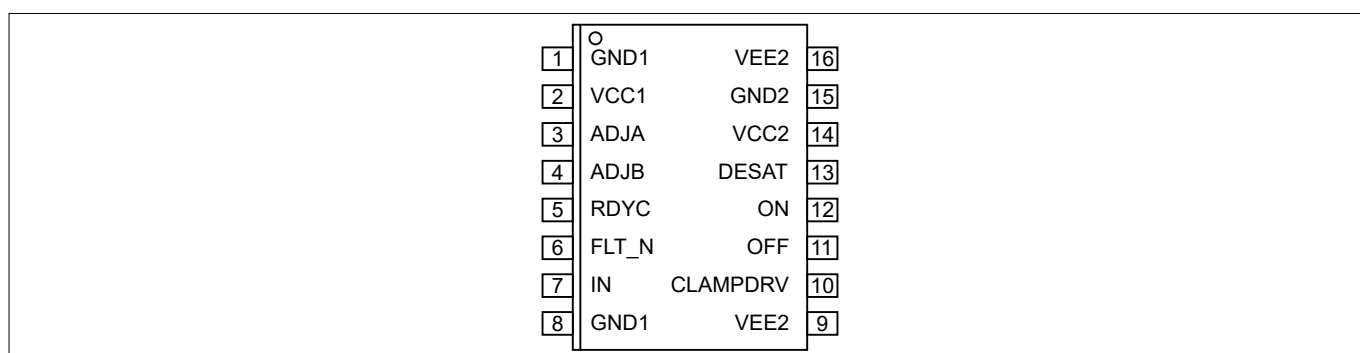 1 GND1 VEE2 16
2 VCC1 GND2 15
3 ADJA VCC2 14
4 ADJB DESAT 13
5 RDYC ON 12
6 FLT_N OFF 11
7 IN CLAMPDRV 10
8 GND1 VEE2 9